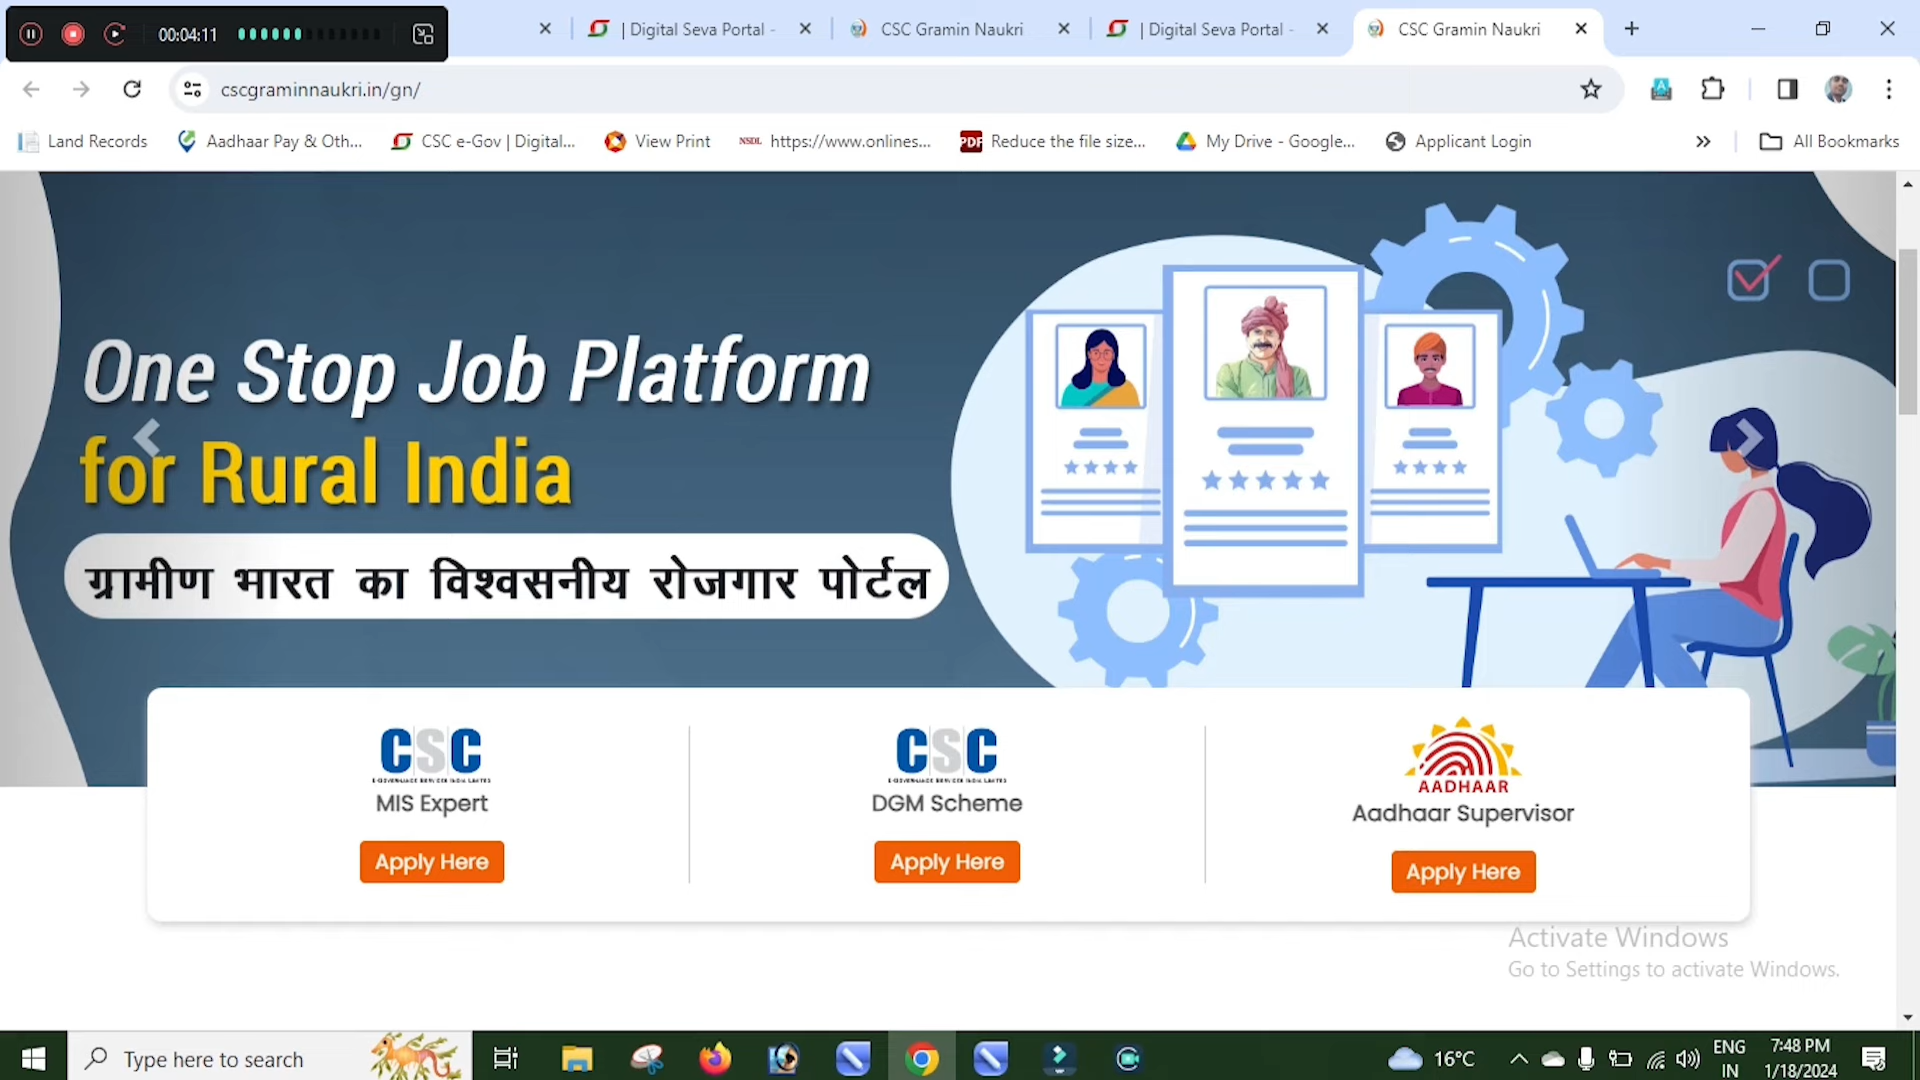 00:04:11
| Digital Seva Portal -
CSC Gramin Naukri
| Digital Seva Portal -
CSC Gramin Naukri
cscgraminnaukri.in/gn/
Land Records
Aadhaar Pay & Oth...
CSC e-Gov | Digital...
View Print
NSDL https://www.onlines...
PDF Reduce the file size...
My Drive - Google...
Applicant Login
All Bookmarks
One Stop Job Platform
for Rural India
ग्रामीण भारत का विश्वसनीय रोजगार पोर्टल
CSC
E-GOVERNANCE SERVICES INDIA LIMITED
MIS Expert
Apply Here
CSC
E-GOVERNANCE SERVICES INDIA LIMITED
DGM Scheme
Apply Here
AADHAAR
Aadhaar Supervisor
Apply Here
Activate Windows
Go to Settings to activate Windows.
Type here to search
16°C
ENG
IN
7:48 PM
1/18/2024